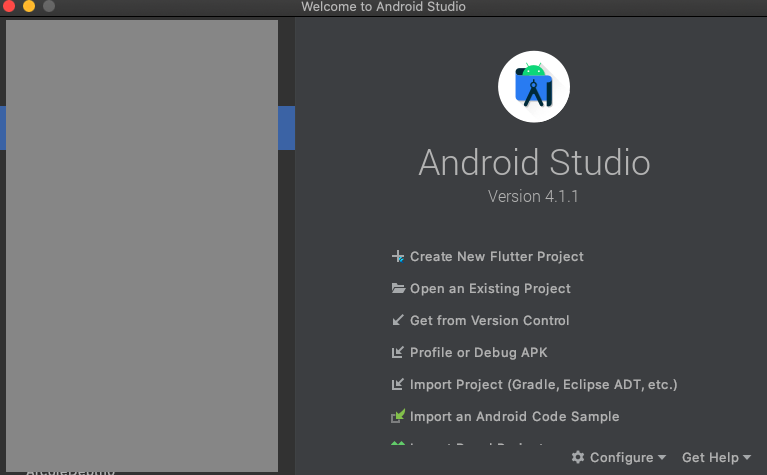 Welcome to Android Studio
Android Studio
Version 4.1.1
Create New Flutter Project
Open an Existing Project
Get from Version Control
Profile or Debug APK
Import Project (Gradle, Eclipse ADT, etc.)
Import an Android Code Sample
Configure
Get Help